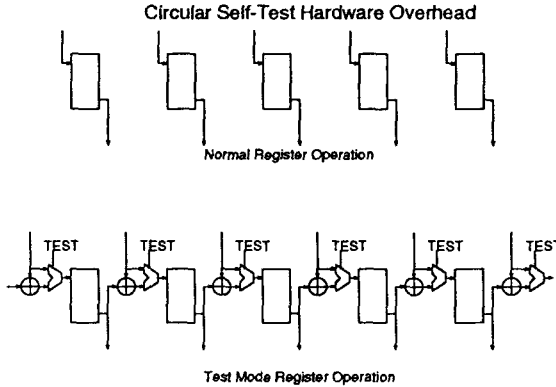 Circular Self-Test Hardware Overhead
Normal Register Operation
TEST TEST TEST TEST TEST TEST
Test Mode Register Operation